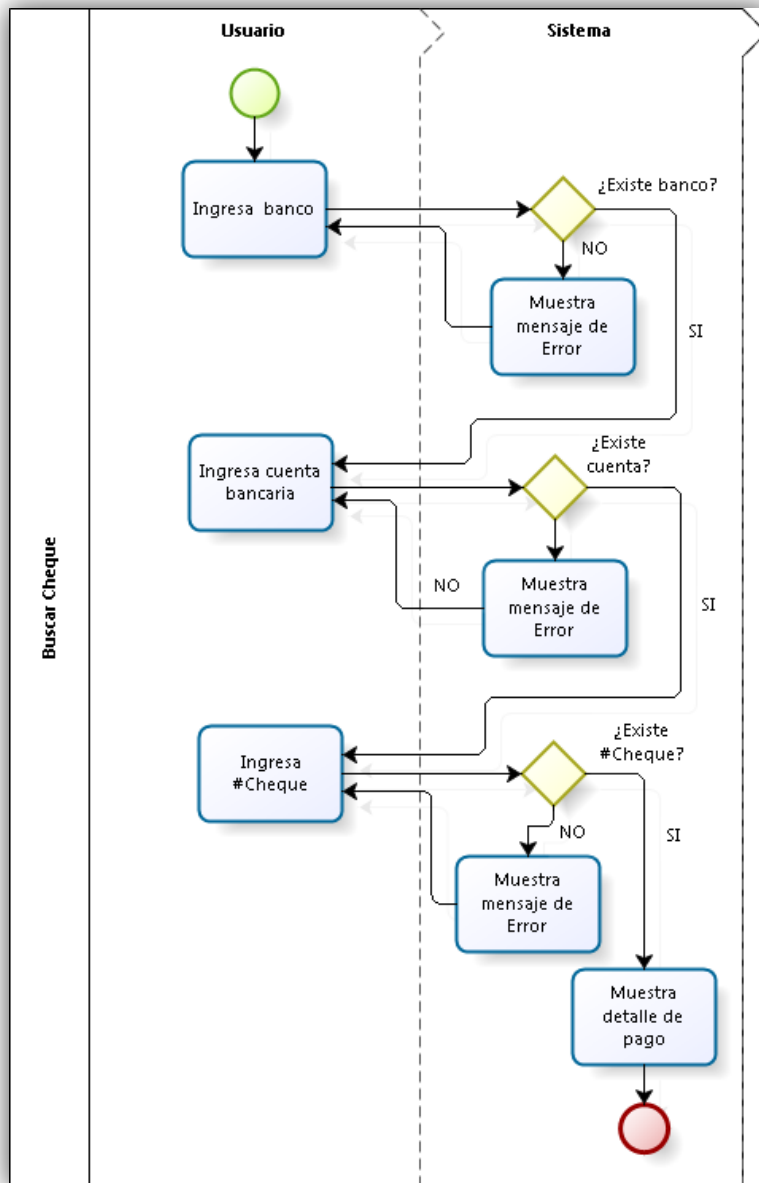 Usuario
Sistema
Buscar Cheque
Ingresa banco
¿Existe banco?
NO
Muestra
mensaje de
Error
SI
Ingresa cuenta
bancaria
¿Existe
cuenta?
NO
Muestra
mensaje de
Error
SI
Ingresa
#Cheque
¿Existe
#Cheque?
NO
SI
Muestra
mensaje de
Error
Muestra
detalle de
pago